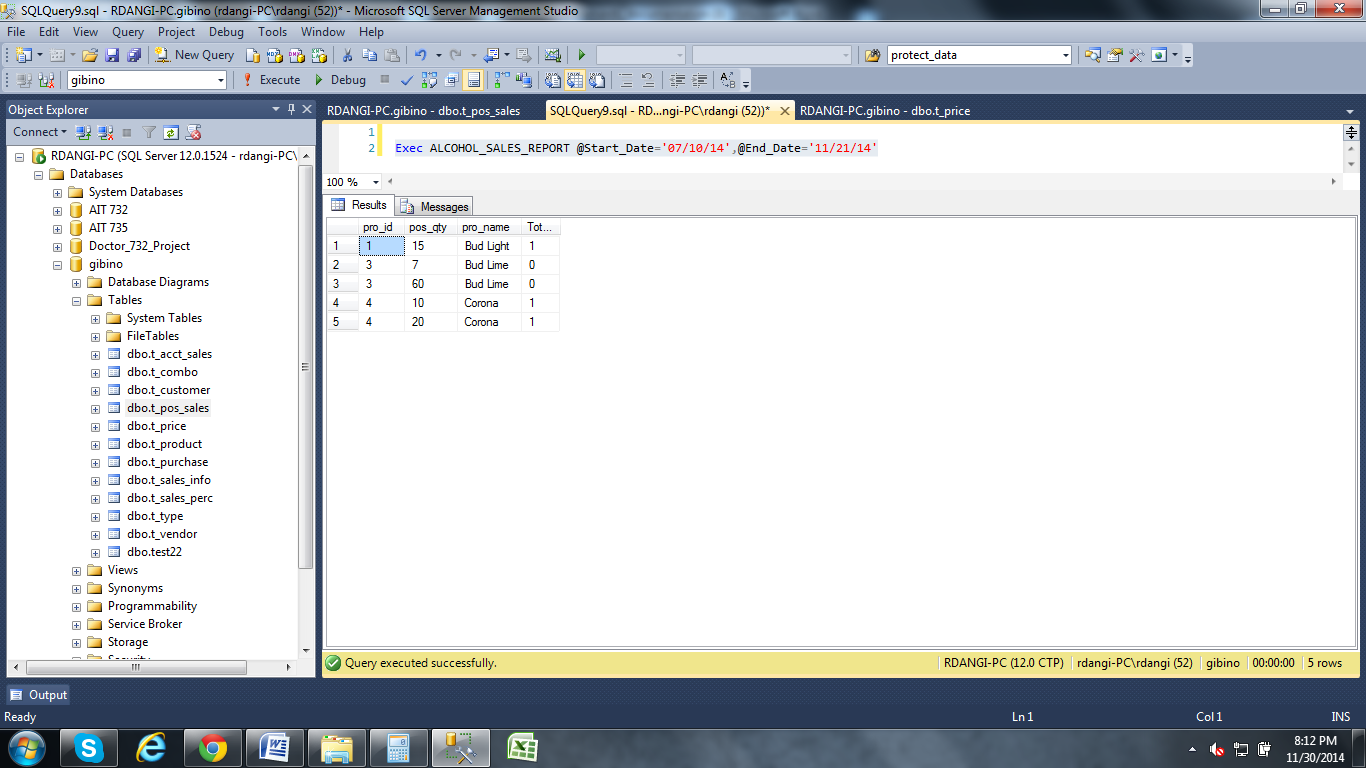 SQLQuery9.sql - RDANGI-PC.gibino (rdangi-PC\rdangi (52))* - Microsoft SQL Server Management Studio
File Edit View Query Project Debug Tools Window Help
New Query protect_data
gibino Execute Debug
Object Explorer
Connect
RDANGI-PC (SQL Server 12.0.1524 - rdangi-PC\
Databases
System Databases
AIT 732
AIT 735
Doctor_732_Project
gibino
Database Diagrams
Tables
System Tables
FileTables
dbo.t_acct_sales
dbo.t_combo
dbo.t_customer
dbo.t_pos_sales
dbo.t_price
dbo.t_product
dbo.t_purchase
dbo.t_sales_info
dbo.t_sales_perc
dbo.t_type
dbo.t_vendor
dbo.test22
Views
Synonyms
Programmability
Service Broker
Storage
RDANGI-PC.gibino - dbo.t_pos_sales SQLQuery9.sql - RD...ngi-PC\rdangi (52))* RDANGI-PC.gibino - dbo.t_price
1
2 Exec ALCOHOL_SALES_REPORT @Start_Date='07/10/14',@End_Date='11/21/14'
100 %
Results Messages
pro_id pos_qty pro_name Tot...
1 1 15 Bud Light 1
2 3 7 Bud Lime 0
3 3 60 Bud Lime 0
4 4 10 Corona 1
5 4 20 Corona 1
Query executed successfully. RDANGI-PC (12.0 CTP) rdangi-PC\rdangi (52) gibino 00:00:00 5 rows
Output
Ready Ln 1 Col 1 INS
8:12 PM
11/30/2014